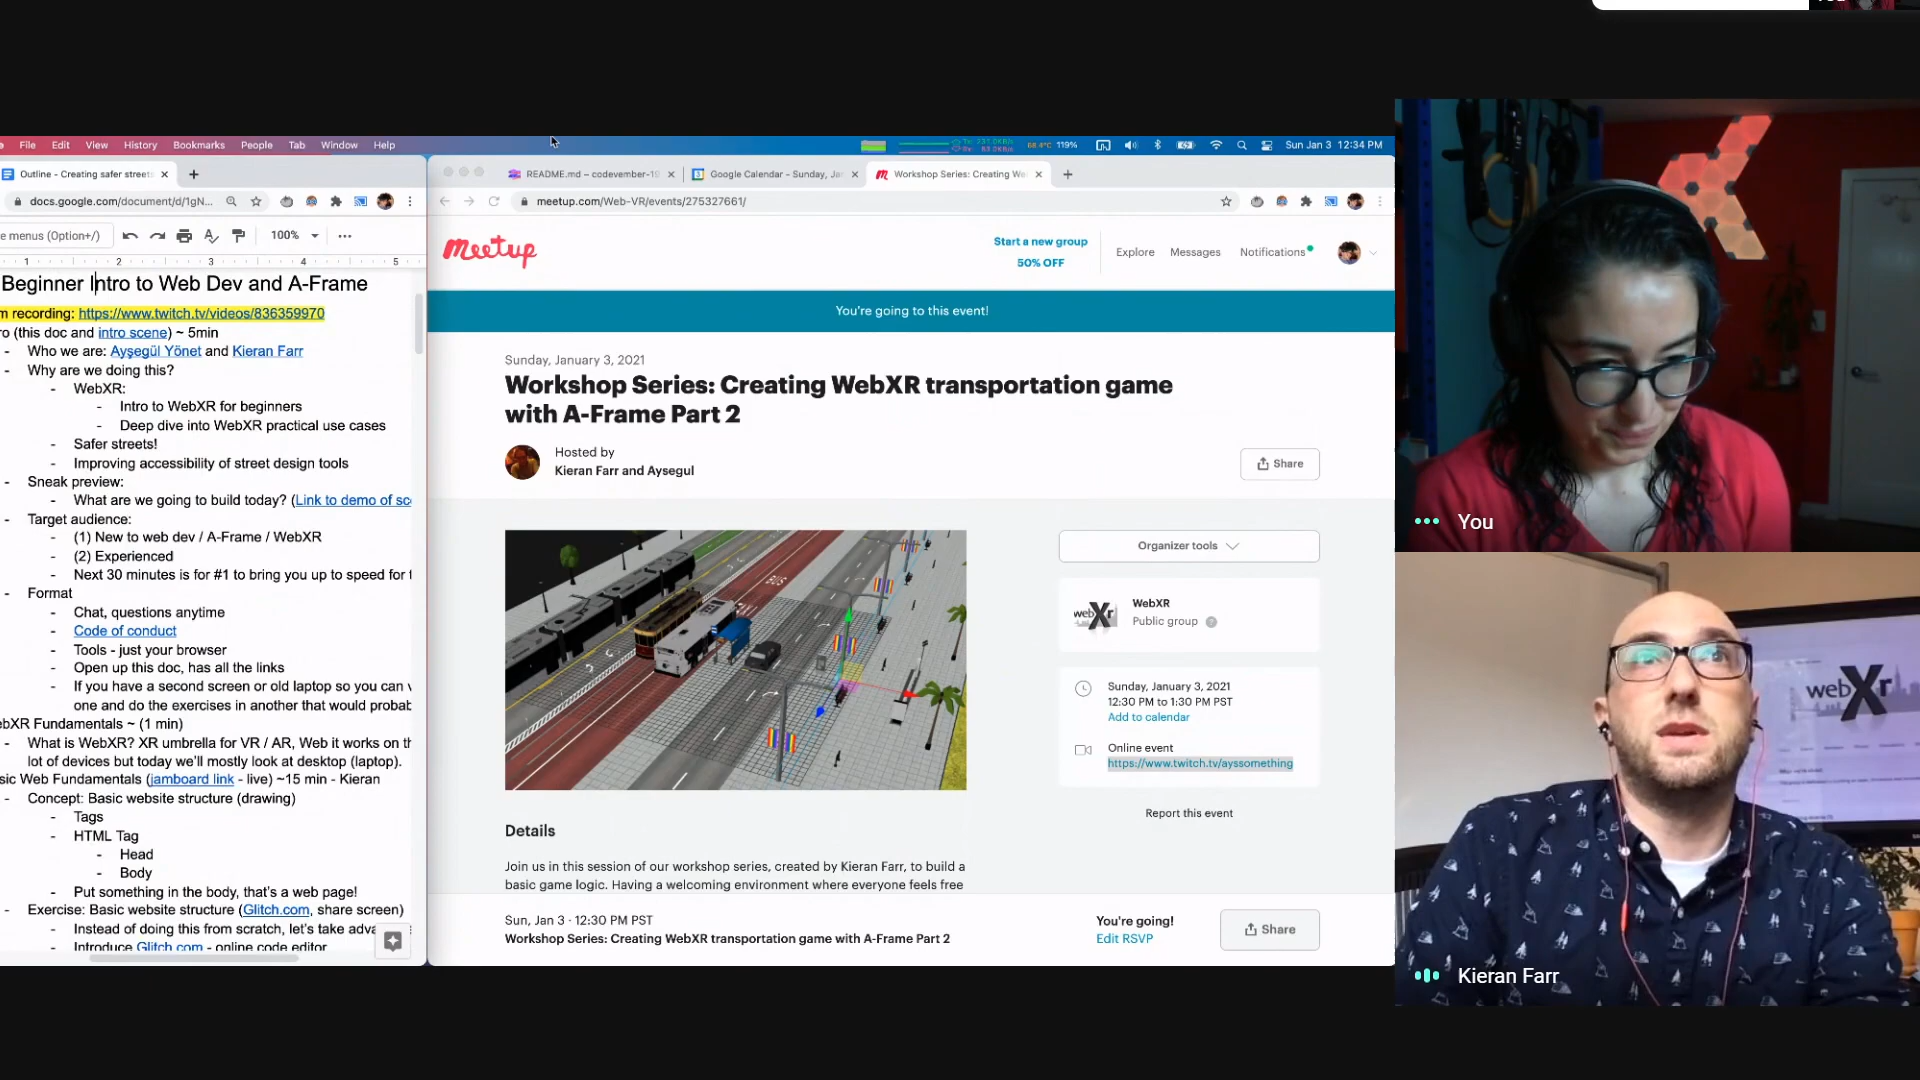 File Edit View History Bookmarks People Tab Window Help
119% Sun Jan 3 12:34 PM
Outline - Creating safer streets
docs.google.com/document/d/1gN...
e menus (Option+/)
100%
1 2 3 4 5
Beginner Intro to Web Dev and A-Frame
m recording: https://www.twitch.tv/videos/836359970
ro (this doc and intro scene) ~ 5min
- Who we are: Ayşegül Yönet and Kieran Farr
- Why are we doing this?
- WebXR:
- Intro to WebXR for beginners
- Deep dive into WebXR practical use cases
- Safer streets!
- Improving accessibility of street design tools
- Sneak preview:
- What are we going to build today? (Link to demo of sc
- Target audience:
- (1) New to web dev / A-Frame / WebXR
- (2) Experienced
- Next 30 minutes is for #1 to bring you up to speed for t
- Format
- Chat, questions anytime
- Code of conduct
- Tools - just your browser
- Open up this doc, has all the links
- If you have a second screen or old laptop so you can v
one and do the exercises in another that would probab
ebXR Fundamentals ~ (1 min)
- What is WebXR? XR umbrella for VR / AR, Web it works on th
lot of devices but today we'll mostly look at desktop (laptop).
sic Web Fundamentals (jamboard link - live) ~15 min - Kieran
- Concept: Basic website structure (drawing)
- Tags
- HTML Tag
- Head
- Body
- Put something in the body, that's a web page!
- Exercise: Basic website structure (Glitch.com, share screen)
- Instead of doing this from scratch, let's take adva
- Introduce Glitch.com - online code editor
README.md – codevember-19
Google Calendar - Sunday, Ja
Workshop Series: Creating We
meetup.com/Web-VR/events/275327661/
meetup
Start a new group
50% OFF
Explore Messages Notifications
You're going to this event!
Sunday, January 3, 2021
Workshop Series: Creating WebXR transportation game
with A-Frame Part 2
Hosted by
Kieran Farr and Aysegul
Share
BUS
Organizer tools
webXr
WebXR
Public group
Sunday, January 3, 2021
12:30 PM to 1:30 PM PST
Add to calendar
Online event
https://www.twitch.tv/ayssomething
Report this event
Details
Join us in this session of our workshop series, created by Kieran Farr, to build a
basic game logic. Having a welcoming environment where everyone feels free
Sun, Jan 3 · 12:30 PM PST
Workshop Series: Creating WebXR transportation game with A-Frame Part 2
You're going!
Edit RSVP
Share
You
webXr
Kieran Farr